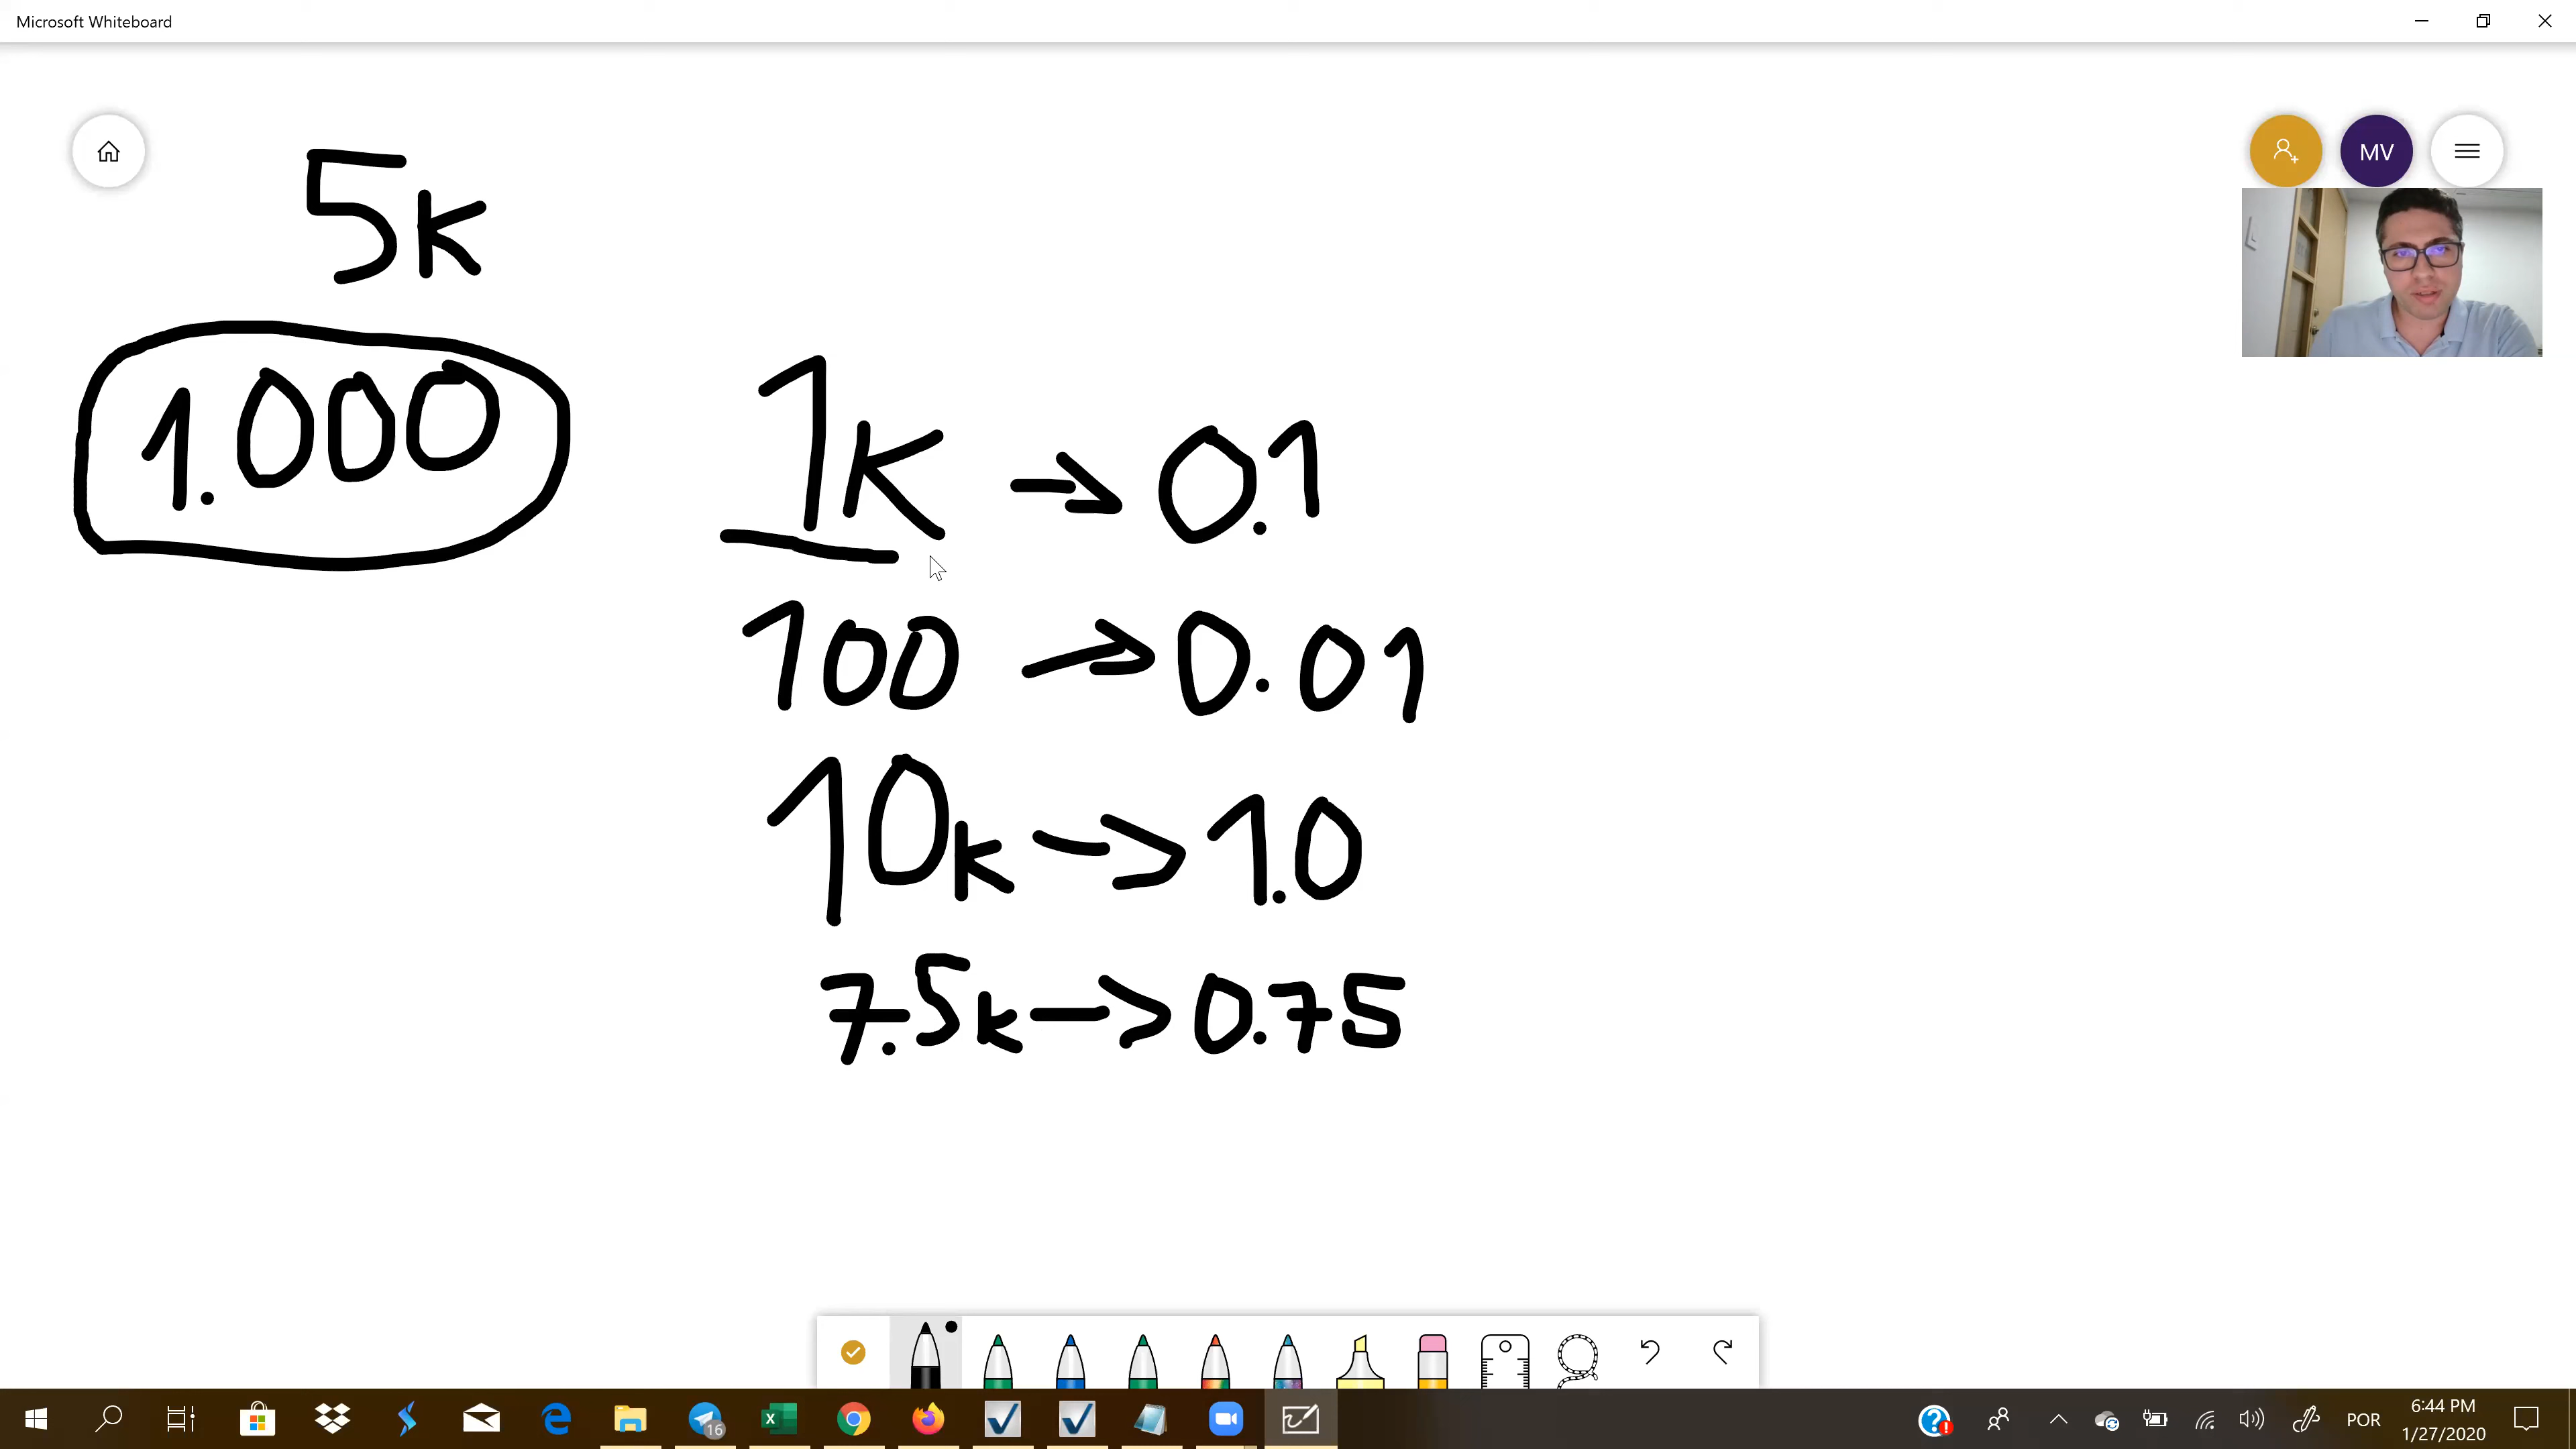 Microsoft Whiteboard
MV
5k
1.000
1k → 0.1
100 → 0.01
10k → 1.0
7.5k → 0.75
16
POR
6:44 PM
1/27/2020